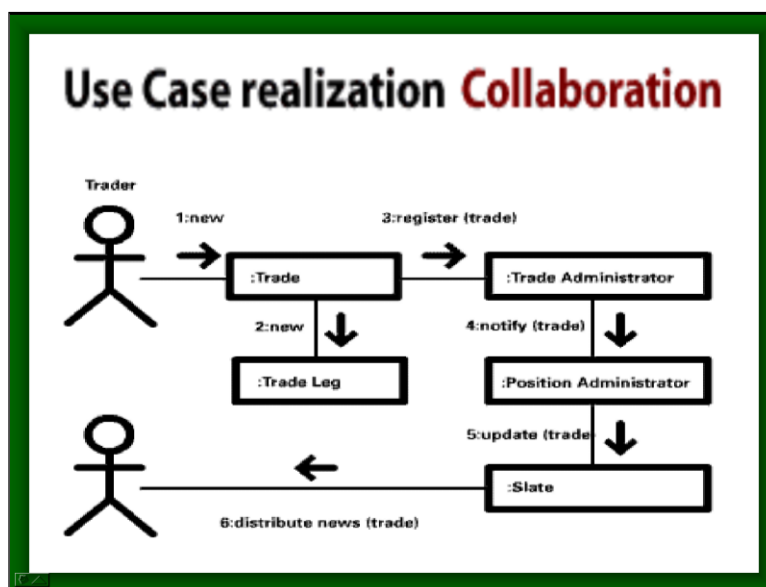 Use Case realization Collaboration
Trader
1:new
3:register (trade)
:Trade
:Trade Administrator
2:new
4:notify (trade)
:Trade Leg
:Position Administrator
5:update (trade
:Slate
6:distribute news (trade)